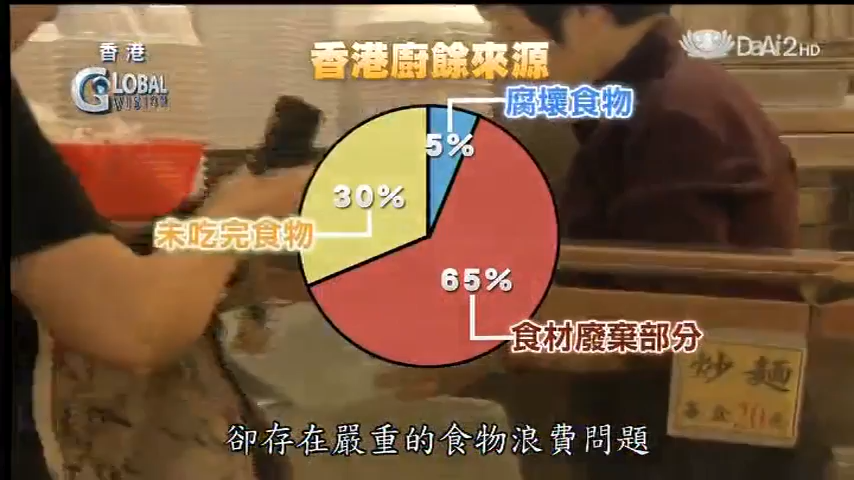 香港
GLOBAL
VISION
DaAi2HD
香港廚餘來源
腐壞食物
5%
30%
未吃完食物
65%
食材廢棄部分
炒麵
卻存在嚴重的食物浪費問題